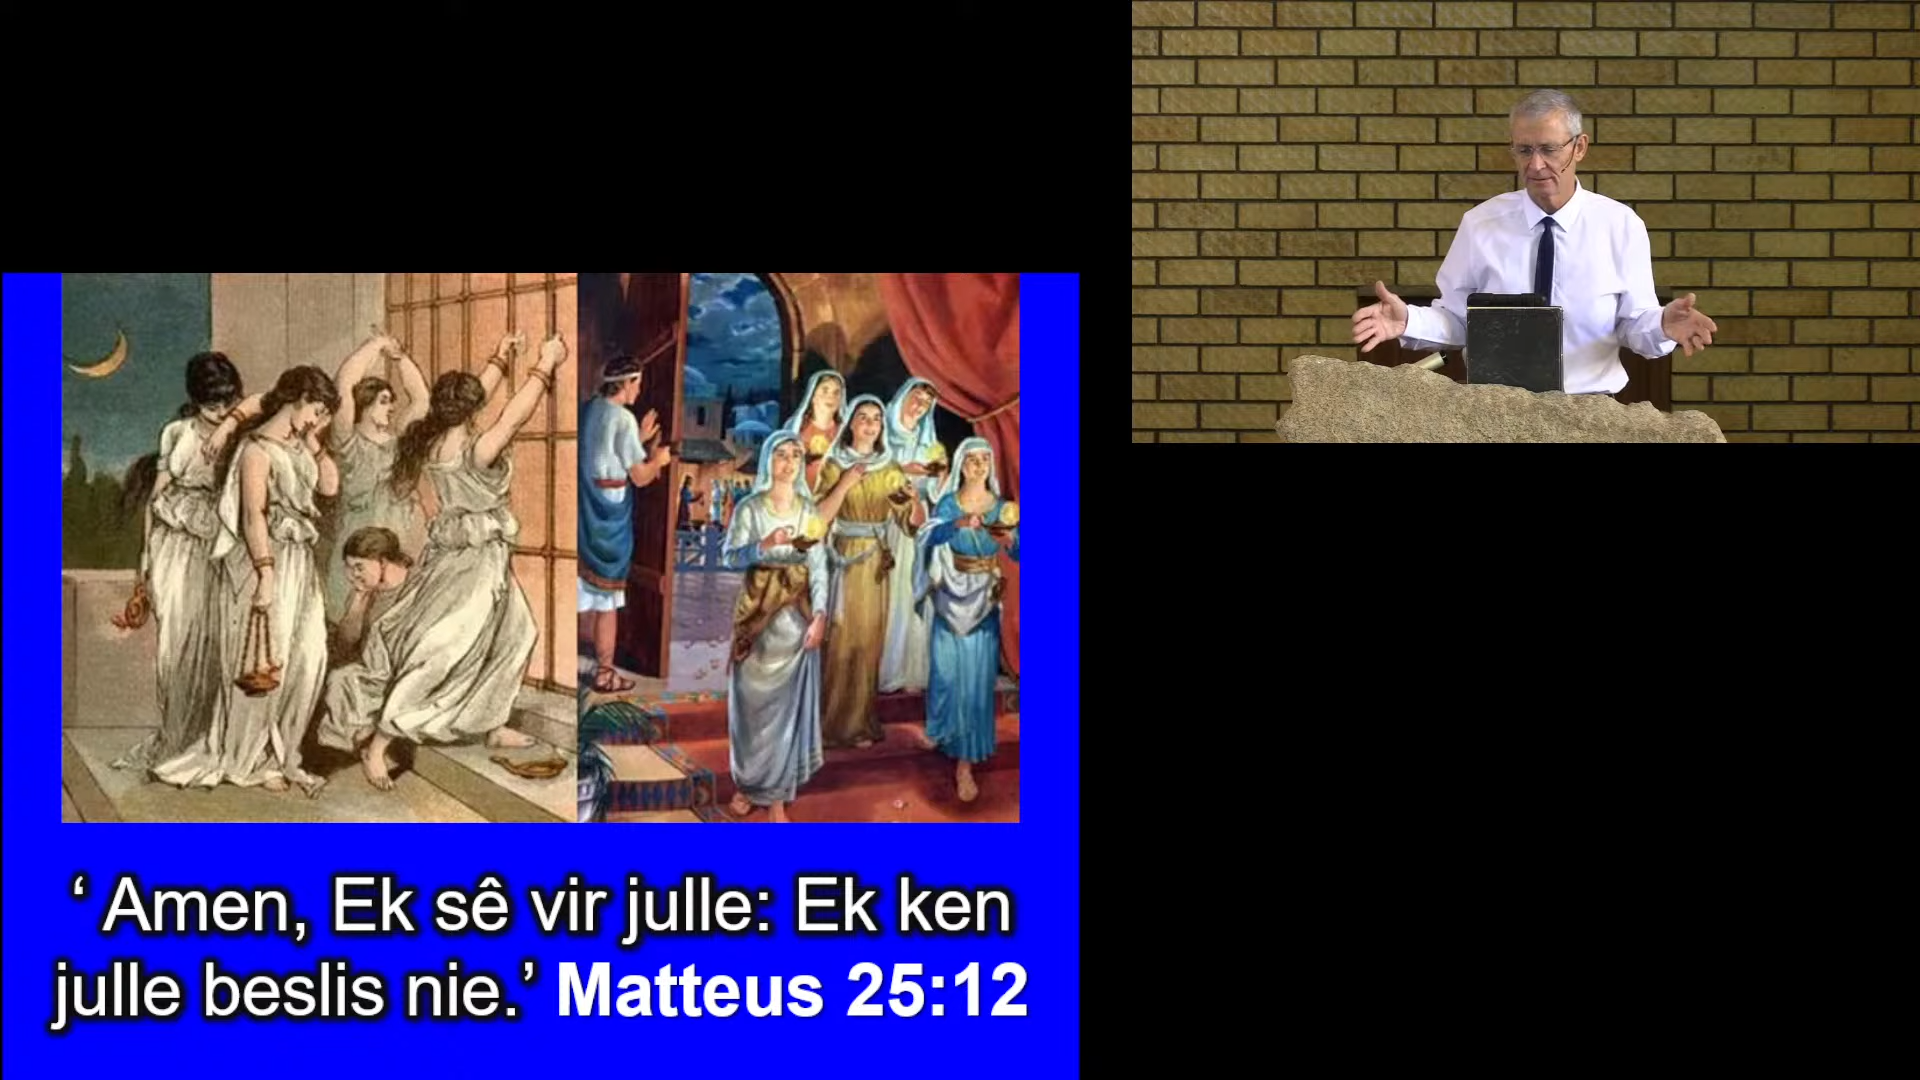 ‘ Amen, Ek sê vir julle: Ek ken
julle beslis nie.’ Matteus 25:12